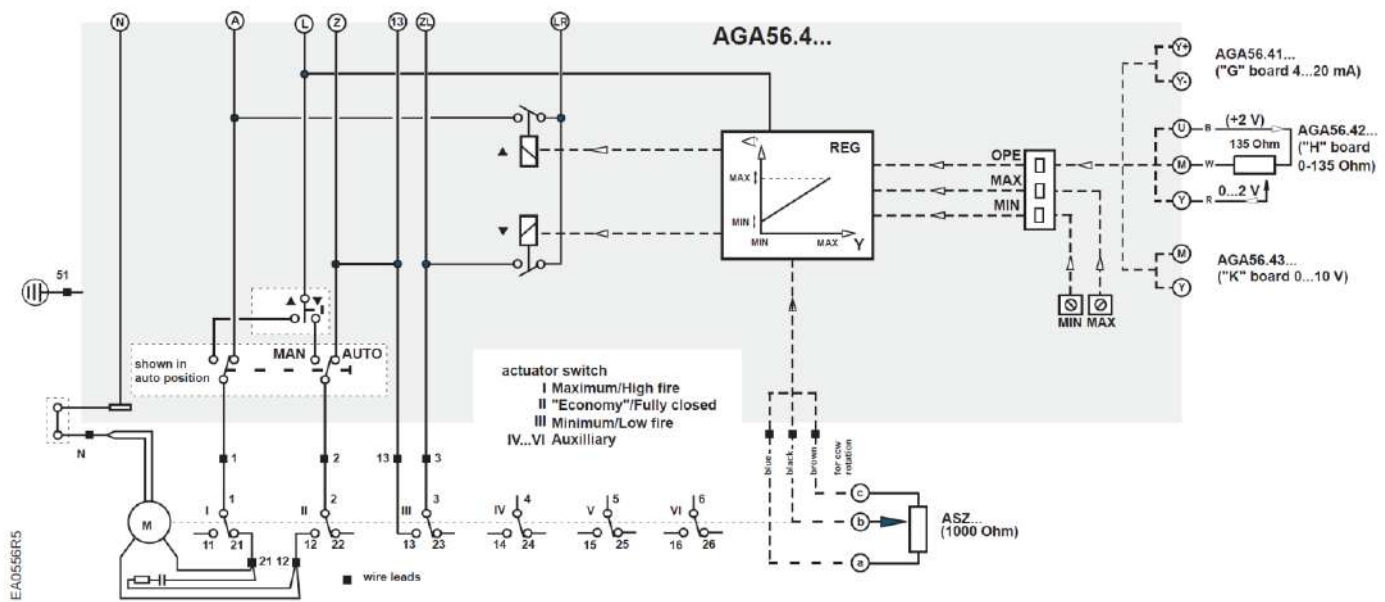 N A L Z 13 ZL LR
AGA56.4...
Y+
Y-
AGA56.41...
("G" board 4...20 mA)
U B (+2 V)
135 Ohm
M W
Y R 0...2 V
AGA56.42...
("H" board
0-135 Ohm)
M
Y
AGA56.43...
("K" board 0...10 V)
REG
MAX
MIN
MIN MAX Y
OPE
MAX
MIN
MIN MAX
51
shown in
auto position
MAN AUTO
actuator switch
I Maximum/High fire
II "Economy"/Fully closed
III Minimum/Low fire
IV...VI Auxilliary
N
1 2 13 3
1 2 3 4 5 6
I II III IV V VI
11 21 12 22 13 23 14 24 15 25 16 26
M
21 12
wire leads
blue
black
brown
for ccw
rotation
c
b
a
ASZ...
(1000 Ohm)
EA0556R5